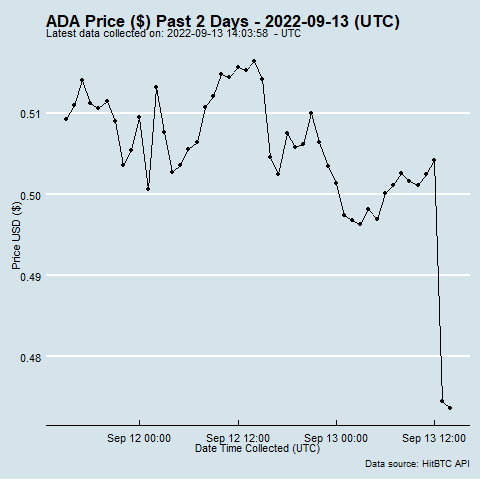 ADA Price ($) Past 2 Days - 2022-09-13 (UTC)
Latest data collected on: 2022-09-13 14:03:58  - UTC
0.51
0.50
0.49
0.48
Price USD ($)
Sep 12 00:00
Sep 12 12:00
Sep 13 00:00
Sep 13 12:00
Date Time Collected (UTC)
Data source: HitBTC API